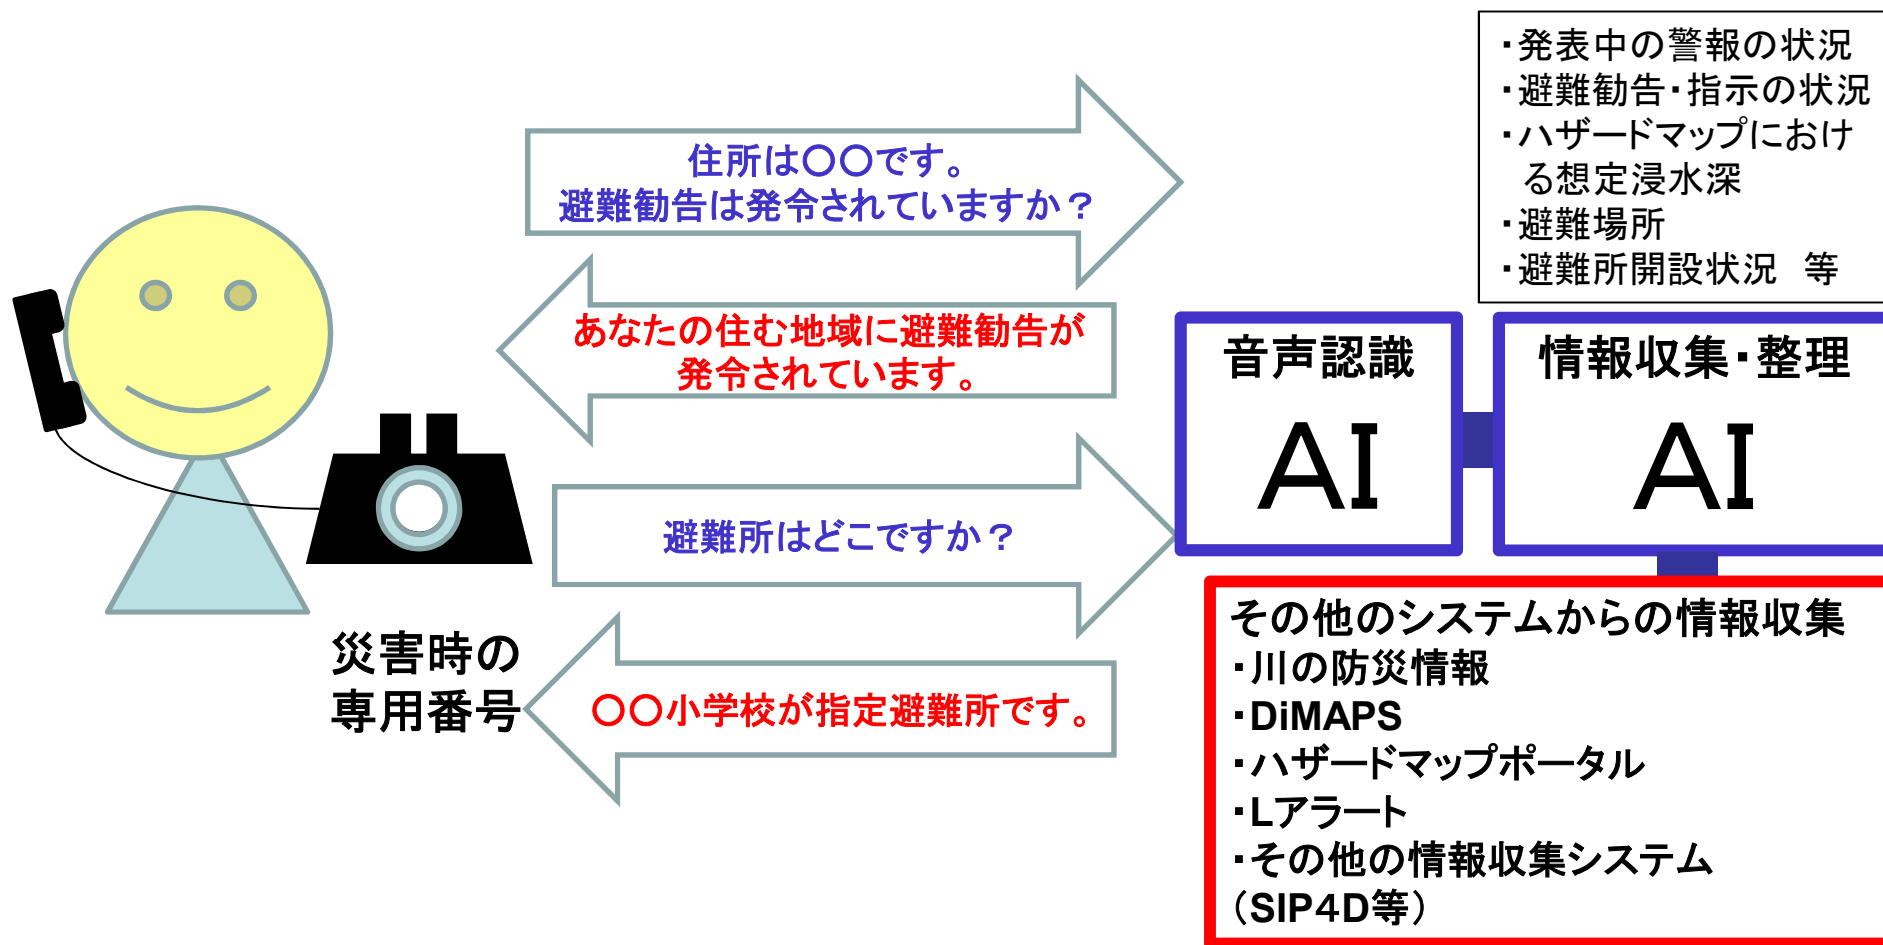 ・発表中の警報の状況
・避難勧告・指示の状況
・ハザードマップにおけ
る想定浸水深
・避難場所
・避難所開設状況　等
住所は〇〇です。
避難勧告は発令されていますか？
あなたの住む地域に避難勧告が
発令されています。
避難所はどこですか？
〇〇小学校が指定避難所です。
災害時の
専用番号
音声認識
AI
情報収集・整理
AI
その他のシステムからの情報収集
・川の防災情報
・DiMAPS
・ハザードマップポータル
・Lアラート
・その他の情報収集システム
（SIP4D等）